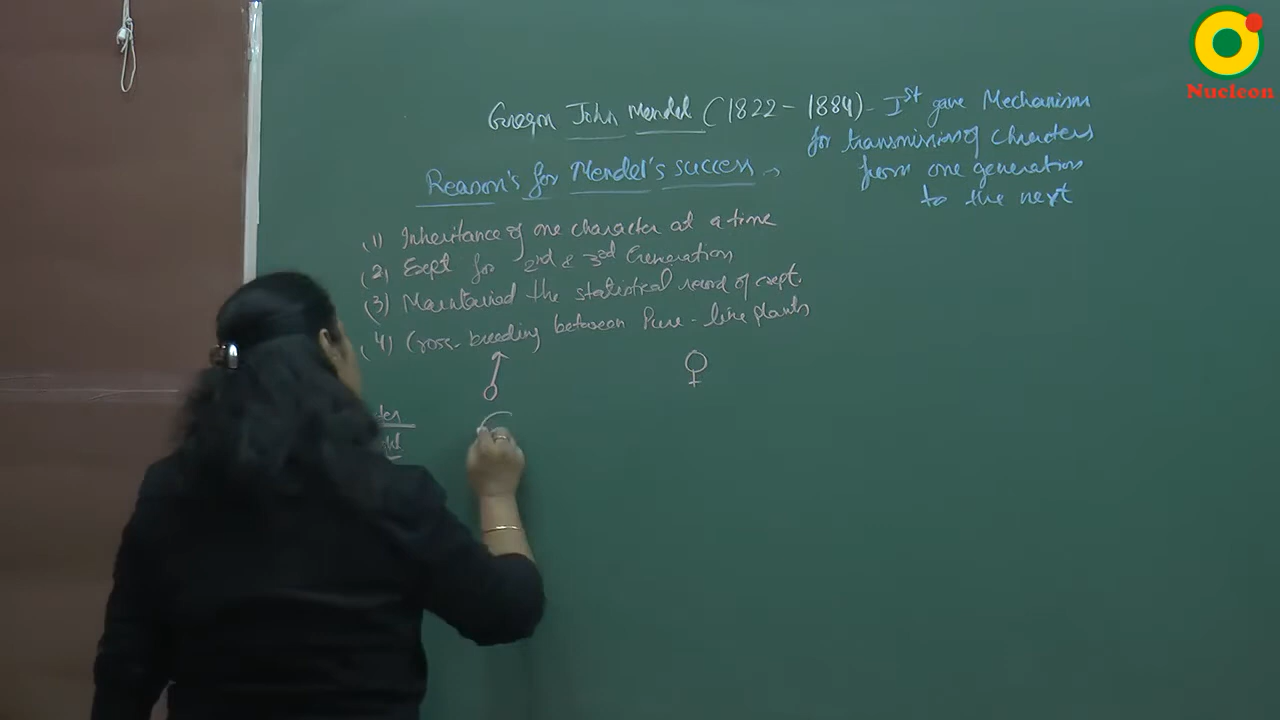 Gregor John Mendel (1822 - 1884) - Ist gave Mechanism
for transmission of characters
from one generation
to the next
Reason's for Mendel's success →
(1) Inheritance of one character at a time
(2) Expt for 2nd & 3rd Generation
(3) Maintained the statistical record of expt.
(4) Cross-breeding between Pure-line plants
♂ ♀
Nucleon